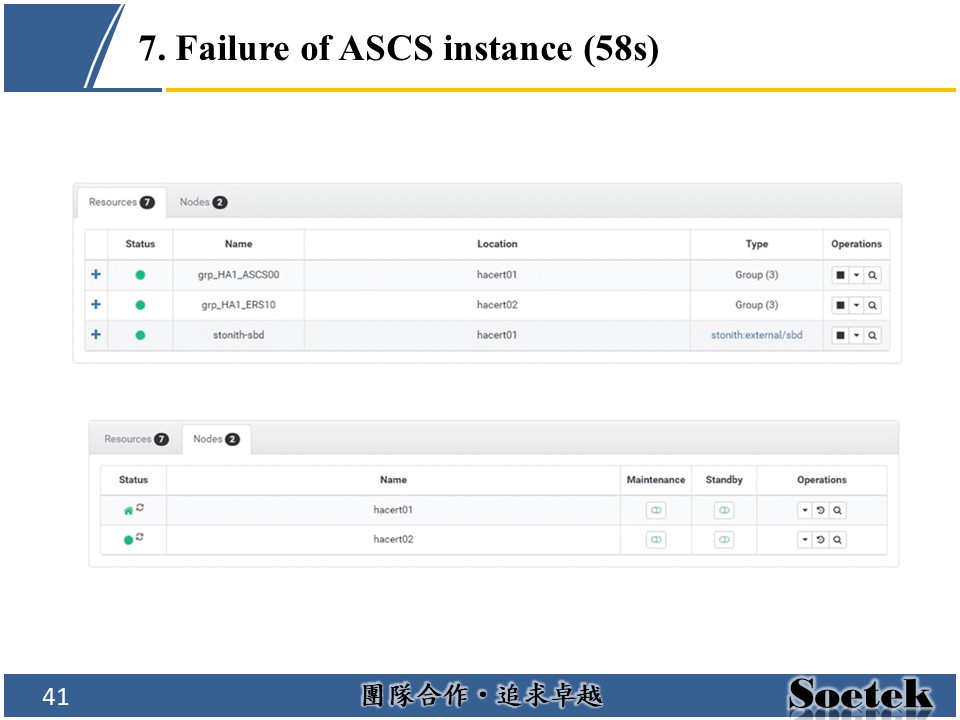 7. Failure of ASCS instance (58s)
Resources 7 Nodes 2
Status Name Location Type Operations
grp_HA1_ASCS00 hacert01 Group (3)
grp_HA1_ERS10 hacert02 Group (3)
stonith-sbd hacert01 stonith:external/sbd
Resources 7 Nodes 2
Status Name Maintenance Standby Operations
hacert01
hacert02
41 團隊合作·追求卓越 Soetek